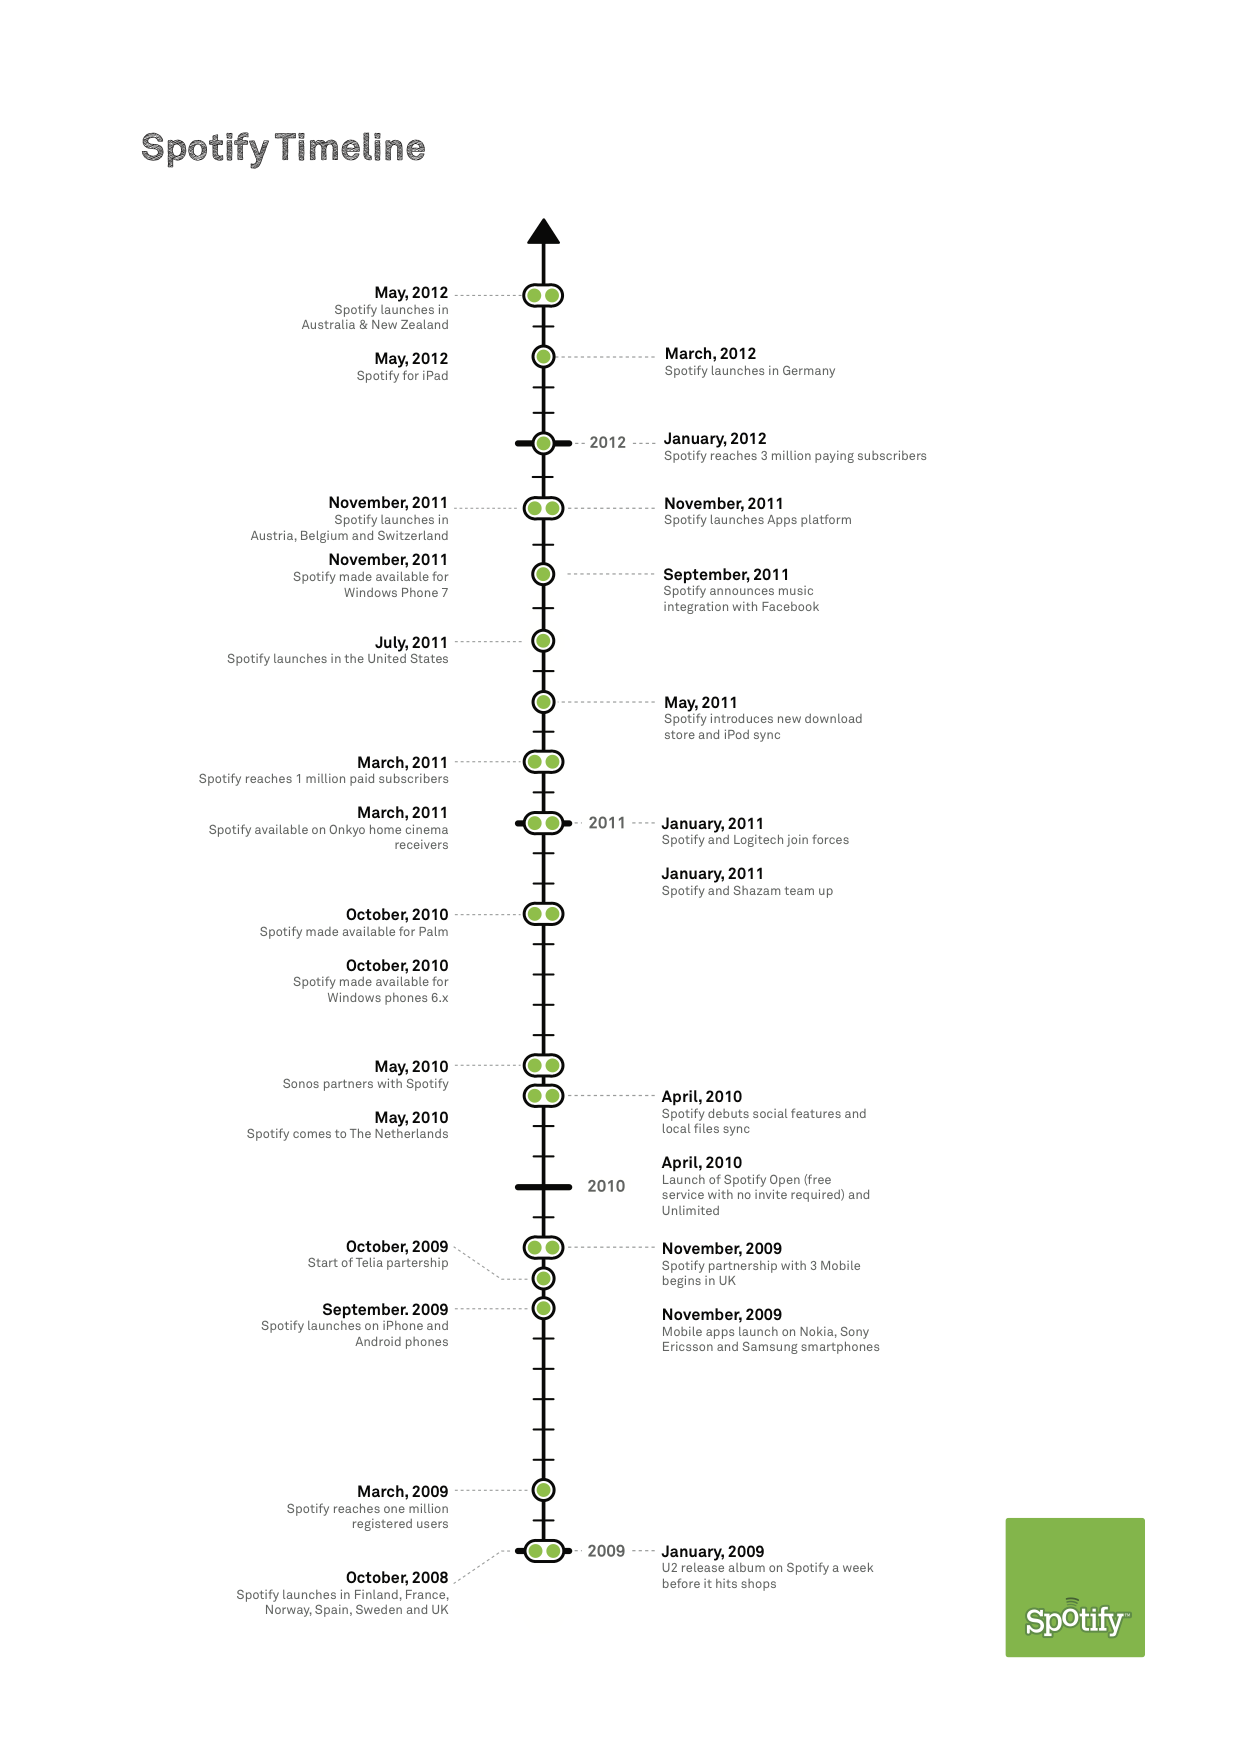 Spotify Timeline
May, 2012
Spotify launches in
Australia & New Zealand
May, 2012
Spotify for iPad
March, 2012
Spotify launches in Germany
2012
January, 2012
Spotify reaches 3 million paying subscribers
November, 2011
Spotify launches in
Austria, Belgium and Switzerland
November, 2011
Spotify launches Apps platform
November, 2011
Spotify made available for
Windows Phone 7
September, 2011
Spotify announces music
integration with Facebook
July, 2011
Spotify launches in the United States
May, 2011
Spotify introduces new download
store and iPod sync
March, 2011
Spotify reaches 1 million paid subscribers
March, 2011
Spotify available on Onkyo home cinema
receivers
2011
January, 2011
Spotify and Logitech join forces
January, 2011
Spotify and Shazam team up
October, 2010
Spotify made available for Palm
October, 2010
Spotify made available for
Windows phones 6.x
May, 2010
Sonos partners with Spotify
May, 2010
Spotify comes to The Netherlands
April, 2010
Spotify debuts social features and
local files sync
April, 2010
Launch of Spotify Open (free
service with no invite required) and
Unlimited
2010
October, 2009
Start of Telia partership
November, 2009
Spotify partnership with 3 Mobile
begins in UK
September. 2009
Spotify launches on iPhone and
Android phones
November, 2009
Mobile apps launch on Nokia, Sony
Ericsson and Samsung smartphones
March, 2009
Spotify reaches one million
registered users
2009
January, 2009
U2 release album on Spotify a week
before it hits shops
October, 2008
Spotify launches in Finland, France,
Norway, Spain, Sweden and UK
Spotify™